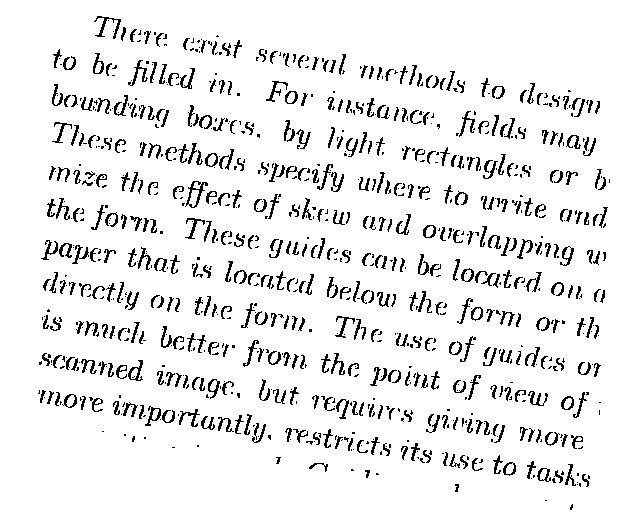 There exist several methods to design
to be filled in. For instance, fields may
bounding boxes, by light rectangles or b
These methods specify where to write and
mize the effect of skew and overlapping w
the form. These guides can be located on a
paper that is located below the form or th
directly on the form. The use of guides on
is much better from the point of view of
scanned image, but requires giving more
more importantly, restricts its use to tasks